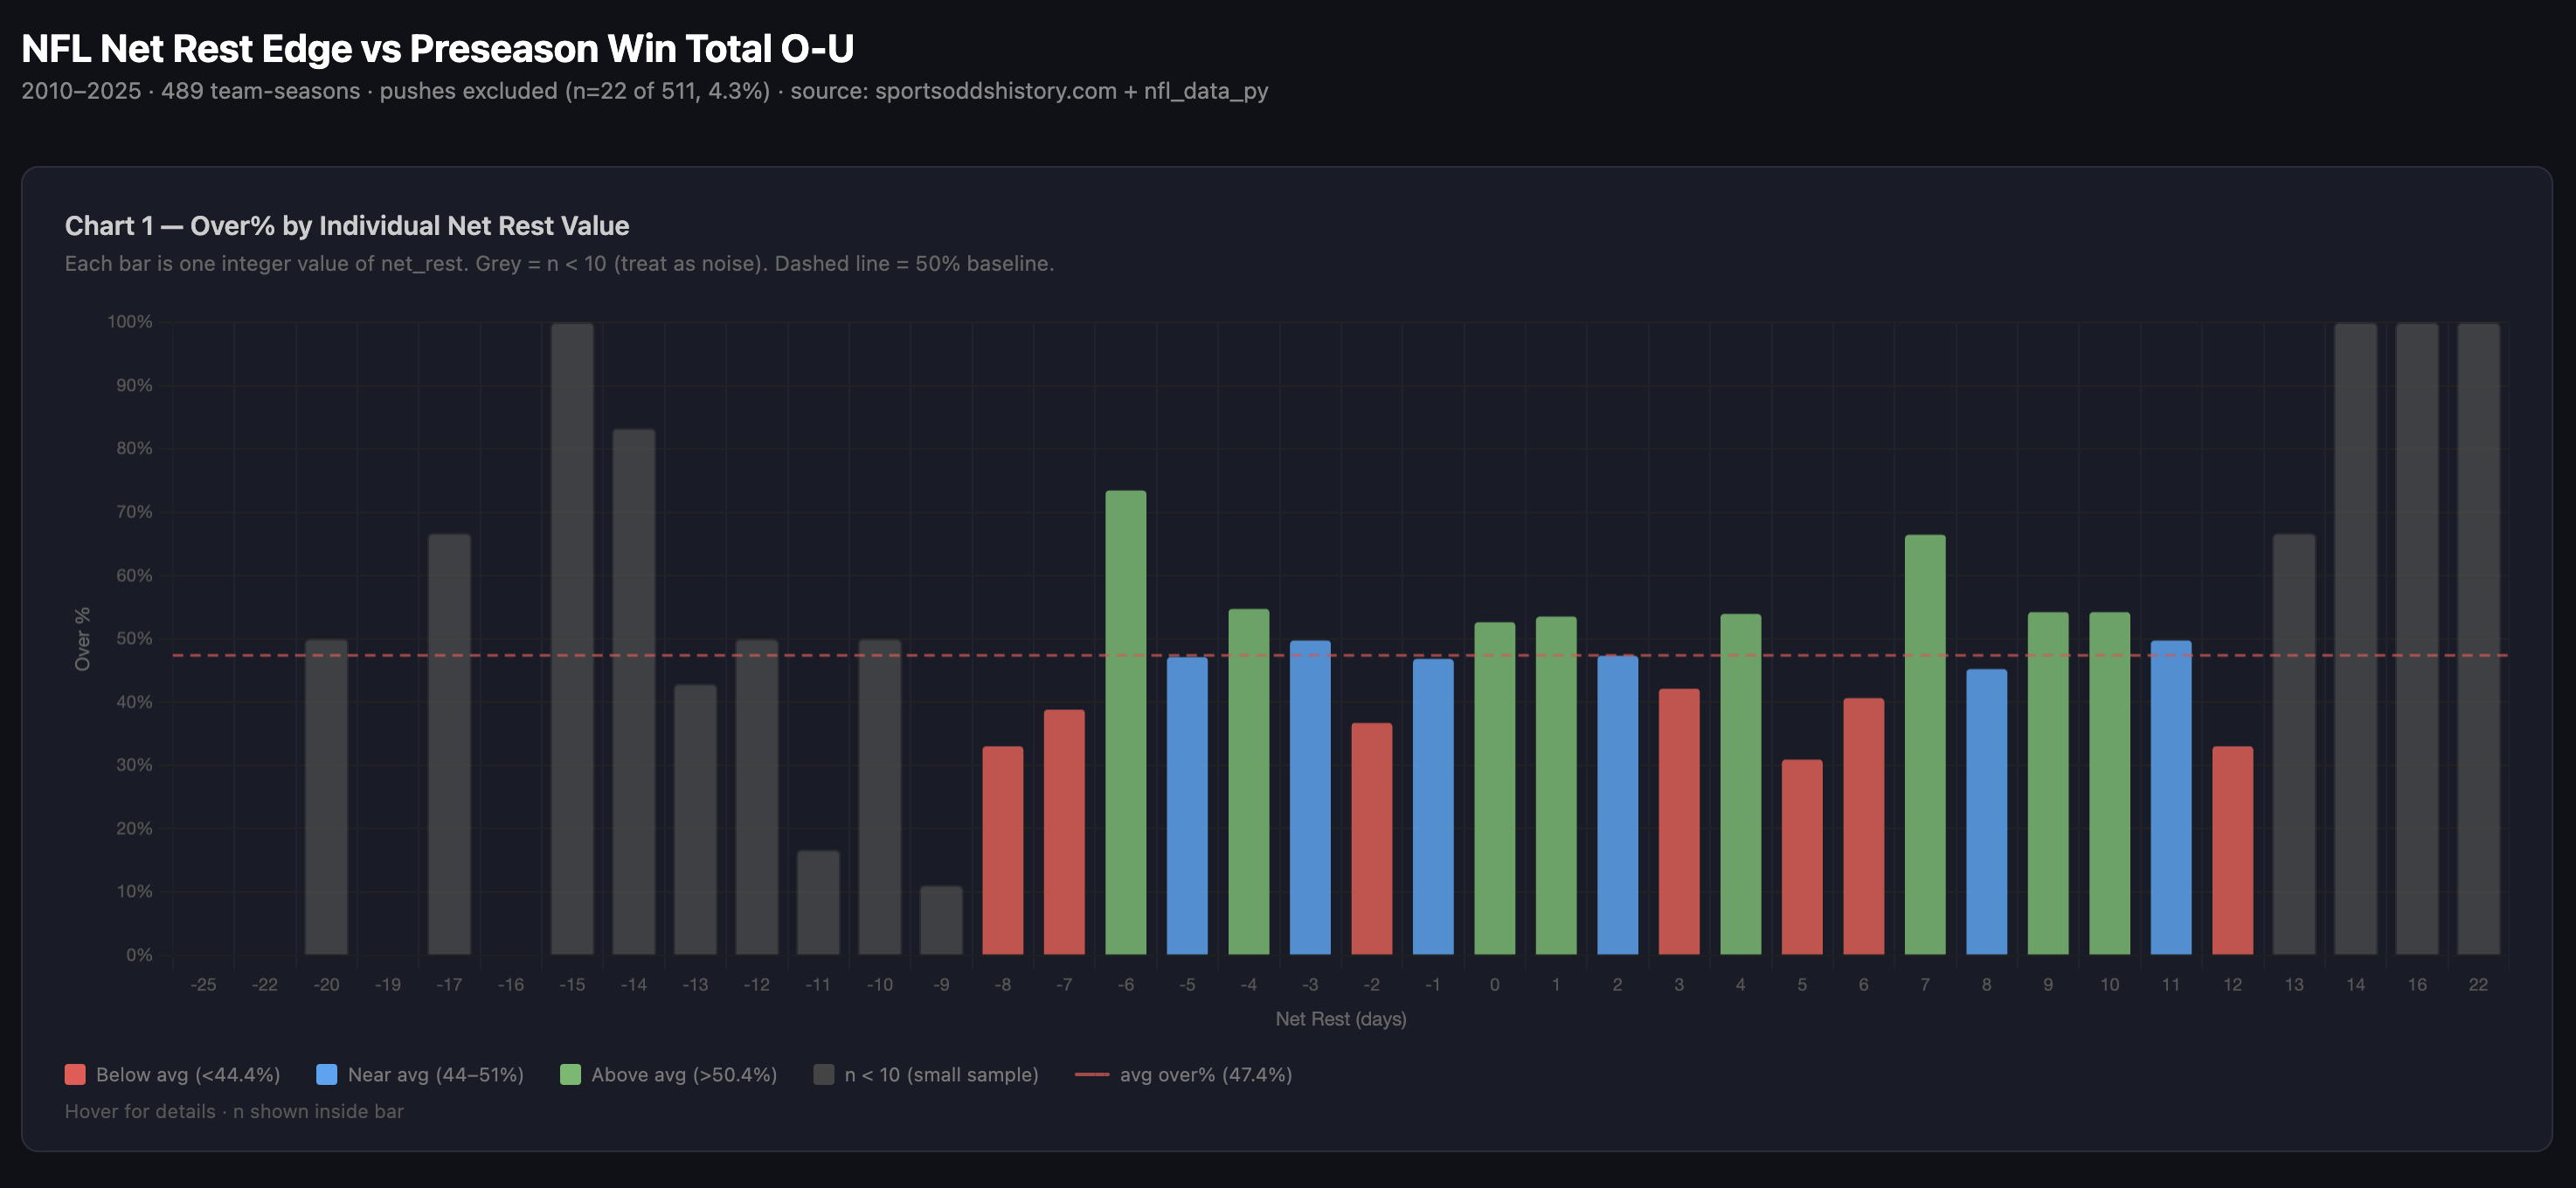 NFL Net Rest Edge vs Preseason Win Total O-U
2010–2025 · 489 team-seasons · pushes excluded (n=22 of 511, 4.3%) · source: sportsoddshistory.com + nfl_data_py
Chart 1 — Over% by Individual Net Rest Value
Each bar is one integer value of net_rest. Grey = n < 10 (treat as noise). Dashed line = 50% baseline.
100%
90%
80%
70%
60%
50%
40%
30%
20%
10%
0%
Over %
-25 -22 -20 -19 -17 -16 -15 -14 -13 -12 -11 -10 -9 -8 -7 -6 -5 -4 -3 -2 -1 0 1 2 3 4 5 6 7 8 9 10 11 12 13 14 16 22
Net Rest (days)
Below avg (<44.4%) Near avg (44–51%) Above avg (>50.4%) n < 10 (small sample) avg over% (47.4%)
Hover for details · n shown inside bar